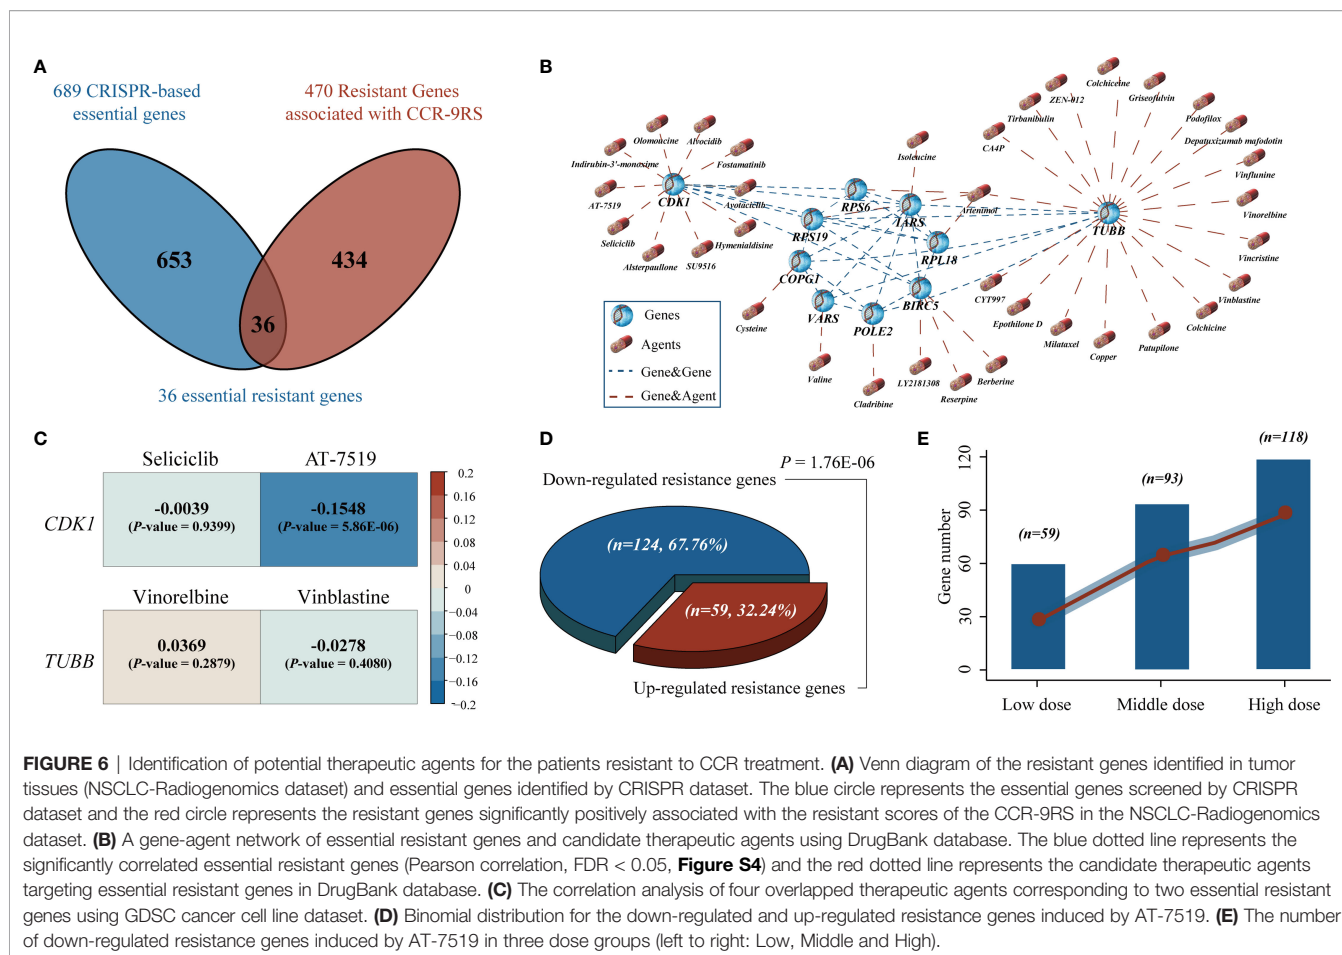 A
689 CRISPR-based
essential genes
470 Resistant Genes
associated with CCR-9RS
653
434
36
36 essential resistant genes
B
Olomoucine
Alvocidib
Indirubin-3'-monoxime
Fostamatinib
AT-7519
CDK1
Seliciclib
Hymenialdisine
Alsterpaullone
SU9516
Isoleucine
RPS6
IARS
Artenimol
RPS19
RPL18
COPG1
VARS
POLE2
BIRC5
Cysteine
Valine
Cladribine
LY2181308
Reserpine
Berberine
Colchiceine
ZEN-012
Griseofulvin
Tirbanibulin
Podofilox
CA4P
Depatuxizumab mafodotin
Vinflunine
Vinorelbine
TUBB
Vincristine
CYT997
Vinblastine
Epothilone D
Colchicine
Milataxel
Copper
Patupilone
Genes
Agents
Gene&Gene
Gene&Agent
C
Seliciclib
AT-7519
CDK1
-0.0039
(P-value = 0.9399)
-0.1548
(P-value = 5.86E-06)
Vinorelbine
Vinblastine
TUBB
0.0369
(P-value = 0.2879)
-0.0278
(P-value = 0.4080)
0.2
0.16
0.12
0.08
0.04
0
−0.04
−0.08
−0.12
−0.16
−0.2
D
P = 1.76E-06
Down-regulated resistance genes
(n=124, 67.76%)
(n=59, 32.24%)
Up-regulated resistance genes
E
(n=118)
(n=93)
(n=59)
Gene number
120
90
60
30
0
Low dose
Middle dose
High dose
FIGURE 6 | Identification of potential therapeutic agents for the patients resistant to CCR treatment. (A) Venn diagram of the resistant genes identified in tumor
tissues (NSCLC-Radiogenomics dataset) and essential genes identified by CRISPR dataset. The blue circle represents the essential genes screened by CRISPR
dataset and the red circle represents the resistant genes significantly positively associated with the resistant scores of the CCR-9RS in the NSCLC-Radiogenomics
dataset. (B) A gene-agent network of essential resistant genes and candidate therapeutic agents using DrugBank database. The blue dotted line represents the
significantly correlated essential resistant genes (Pearson correlation, FDR < 0.05, Figure S4) and the red dotted line represents the candidate therapeutic agents
targeting essential resistant genes in DrugBank database. (C) The correlation analysis of four overlapped therapeutic agents corresponding to two essential resistant
genes using GDSC cancer cell line dataset. (D) Binomial distribution for the down-regulated and up-regulated resistance genes induced by AT-7519. (E) The number
of down-regulated resistance genes induced by AT-7519 in three dose groups (left to right: Low, Middle and High).